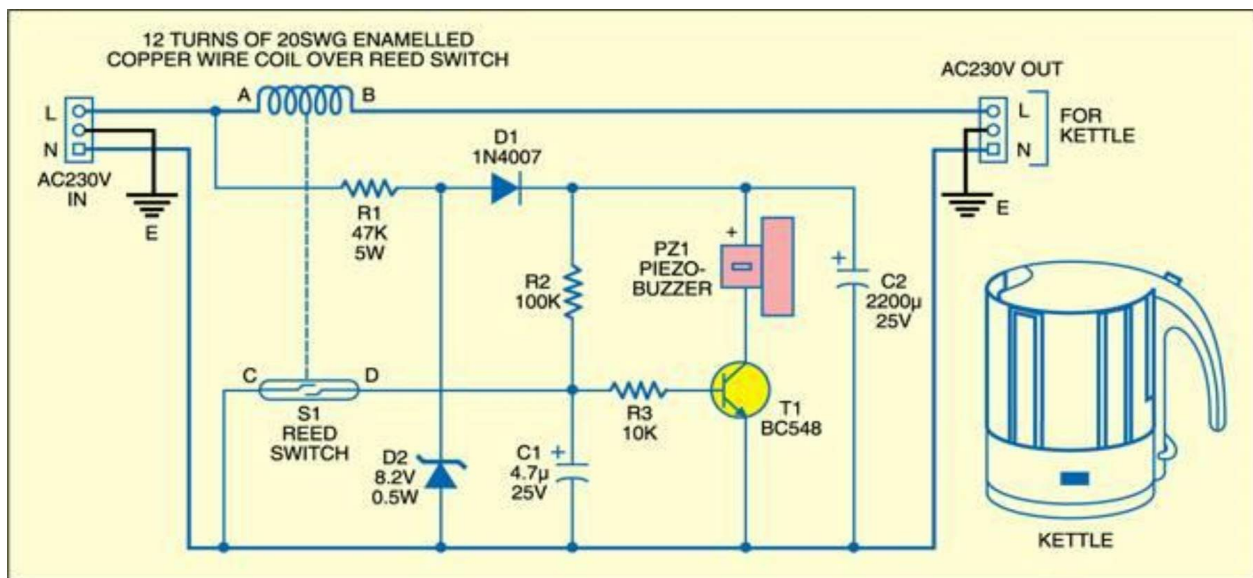 12 TURNS OF 20SWG ENAMELLED
COPPER WIRE COIL OVER REED SWITCH
A
B
AC230V OUT
L
N
AC230V
IN
E
L
N
FOR
KETTLE
E
D1
1N4007
R1
47K
5W
R2
100K
+
PZ1
PIEZO-
BUZZER
+
C2
2200µ
25V
C
D
S1
REED
SWITCH
R3
10K
T1
BC548
D2
8.2V
0.5W
C1
4.7µ
25V
+
KETTLE